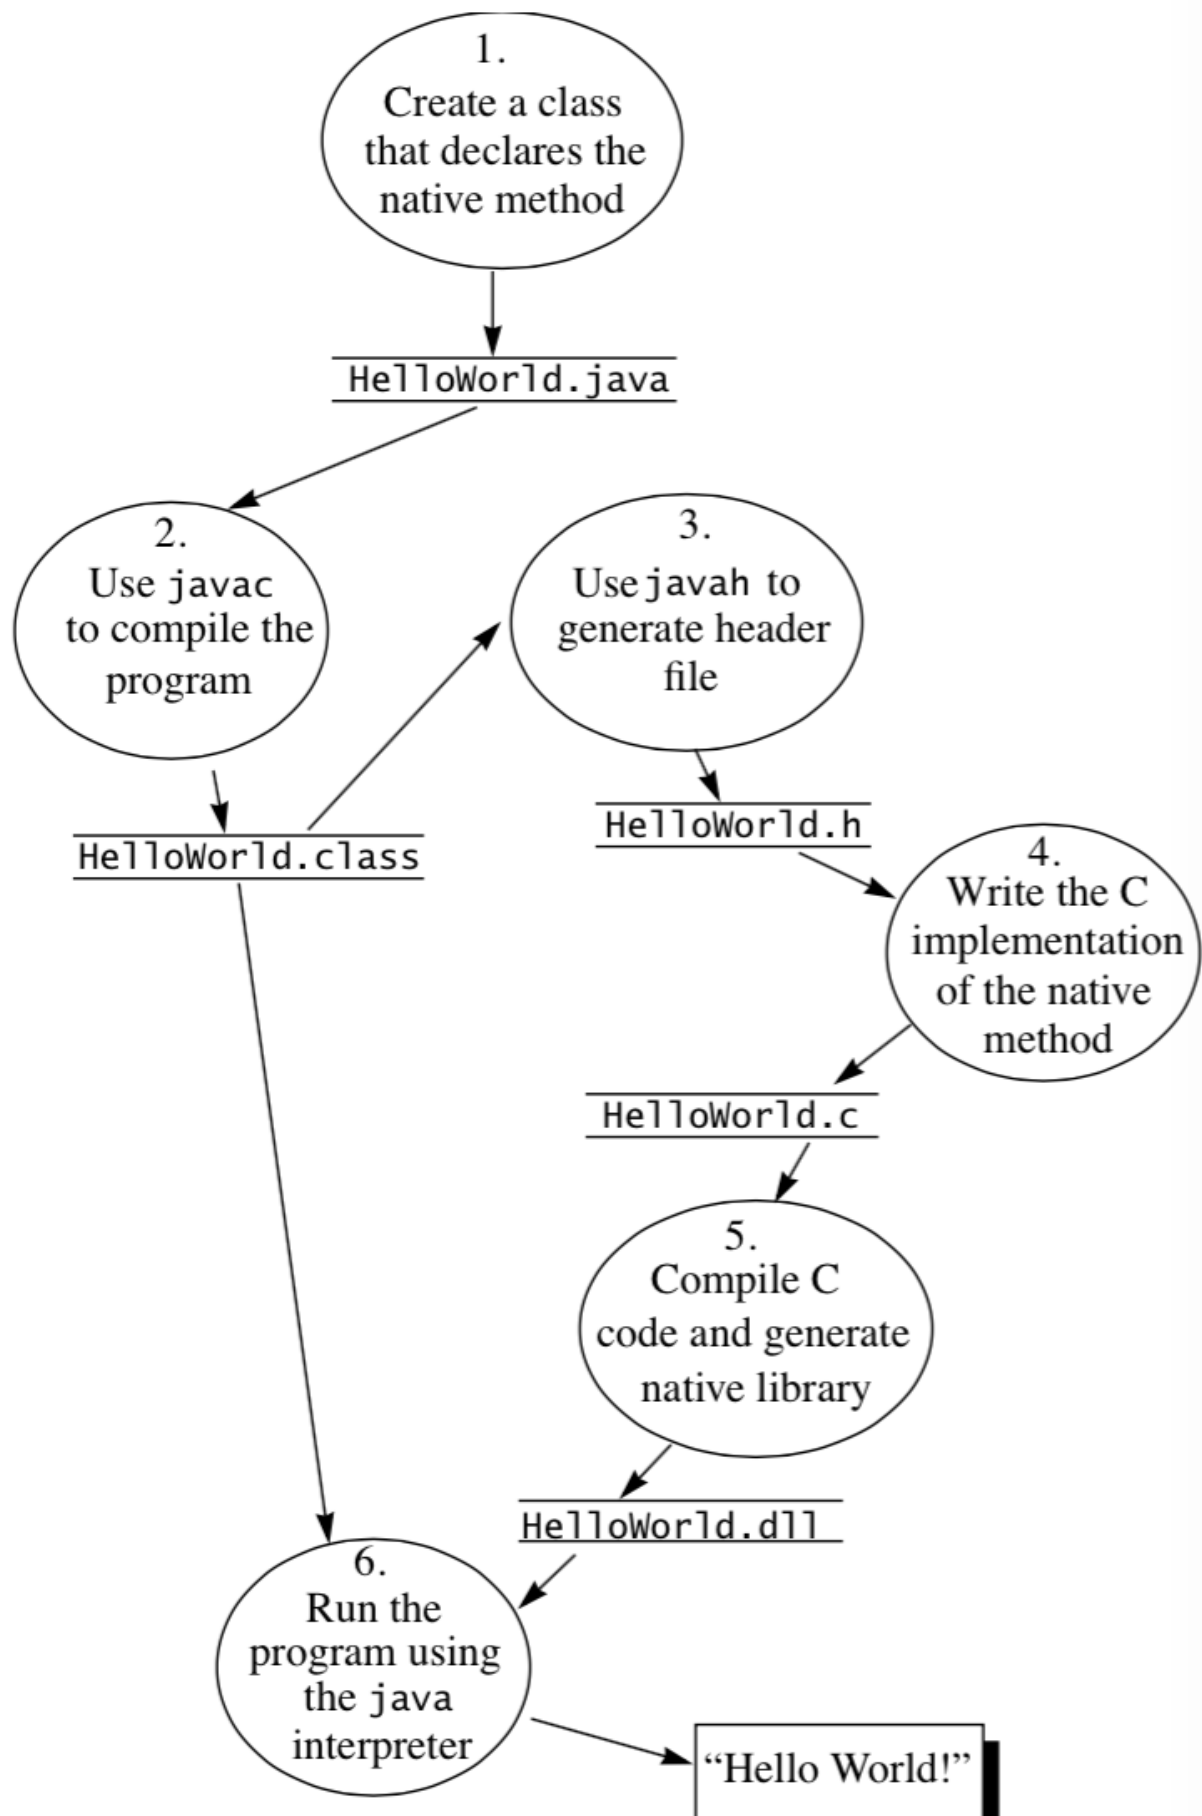 1.
Create a class
that declares the
native method
HelloWorld.java
2.
Use javac
to compile the
program
3.
Use javah to
generate header
file
HelloWorld.class
HelloWorld.h
4.
Write the C
implementation
of the native
method
HelloWorld.c
5.
Compile C
code and generate
native library
HelloWorld.dll
6.
Run the
program using
the java
interpreter
“Hello World!”